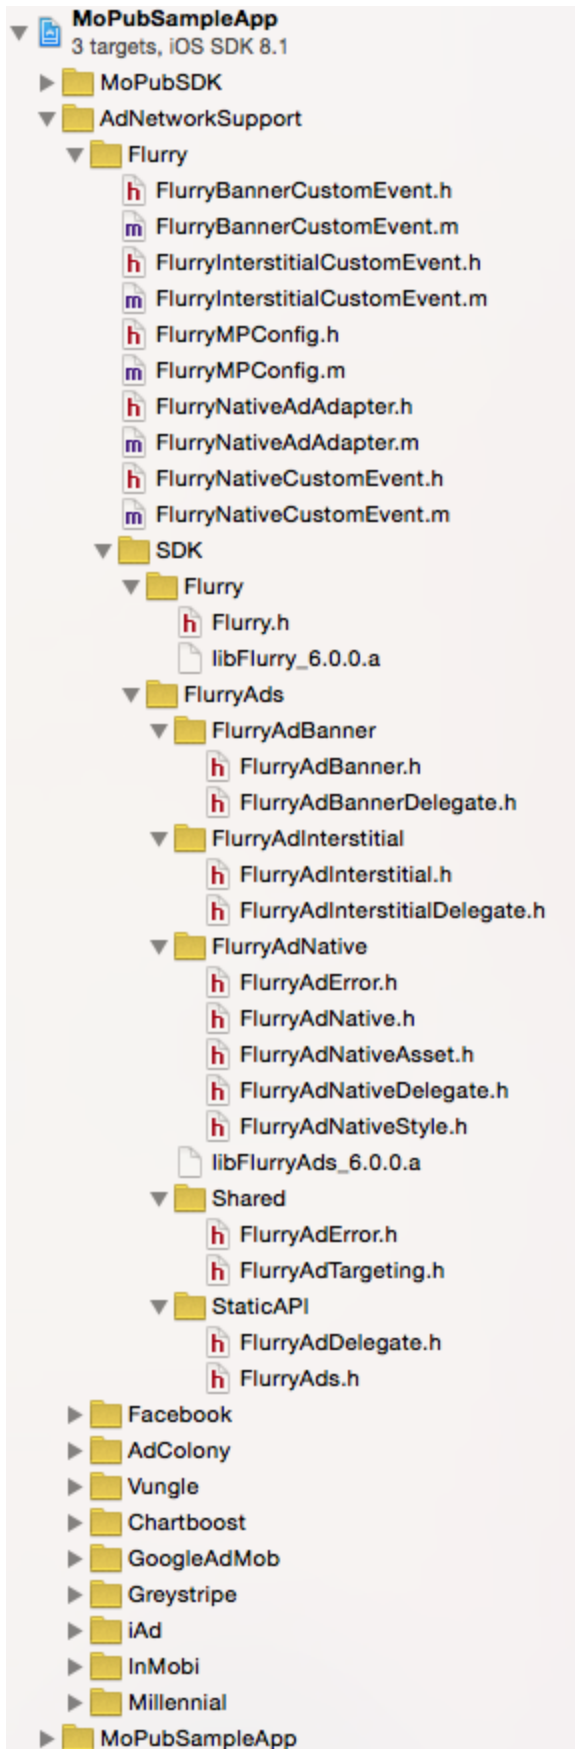 MoPubSampleApp
3 targets, iOS SDK 8.1
MoPubSDK
AdNetworkSupport
Flurry
h FlurryBannerCustomEvent.h
m FlurryBannerCustomEvent.m
h FlurryInterstitialCustomEvent.h
m FlurryInterstitialCustomEvent.m
h FlurryMPConfig.h
m FlurryMPConfig.m
h FlurryNativeAdAdapter.h
m FlurryNativeAdAdapter.m
h FlurryNativeCustomEvent.h
m FlurryNativeCustomEvent.m
SDK
Flurry
h Flurry.h
libFlurry_6.0.0.a
FlurryAds
FlurryAdBanner
h FlurryAdBanner.h
h FlurryAdBannerDelegate.h
FlurryAdInterstitial
h FlurryAdInterstitial.h
h FlurryAdInterstitialDelegate.h
FlurryAdNative
h FlurryAdError.h
h FlurryAdNative.h
h FlurryAdNativeAsset.h
h FlurryAdNativeDelegate.h
h FlurryAdNativeStyle.h
libFlurryAds_6.0.0.a
Shared
h FlurryAdError.h
h FlurryAdTargeting.h
StaticAPI
h FlurryAdDelegate.h
h FlurryAds.h
Facebook
AdColony
Vungle
Chartboost
GoogleAdMob
Greystripe
iAd
InMobi
Millennial
MoPubSampleApp